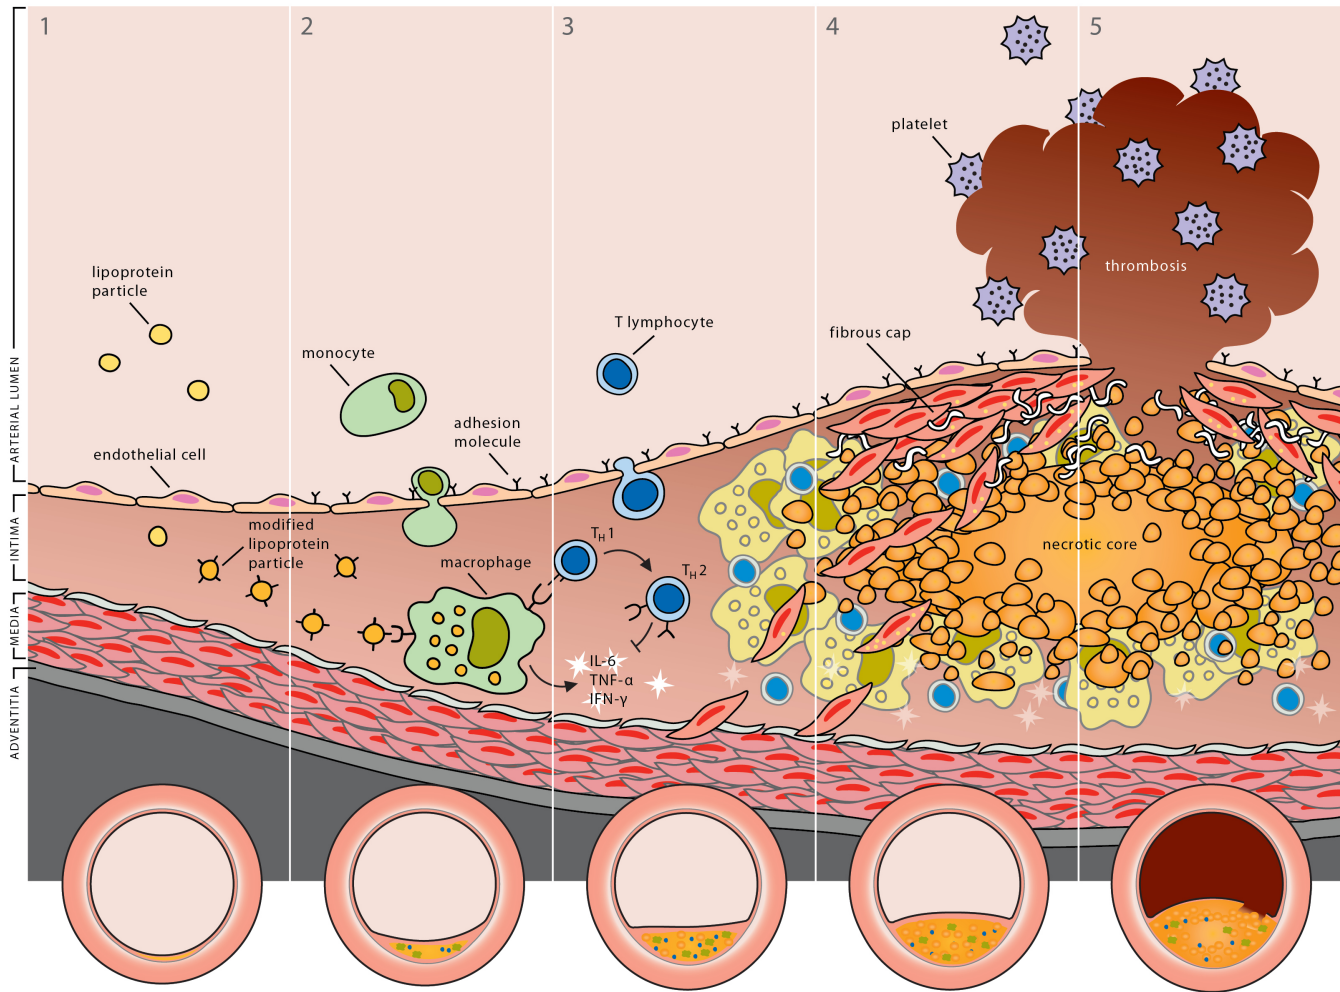 1
2
3
4
5
platelet
thrombosis
lipoprotein
particle
T lymphocyte
fibrous cap
monocyte
adhesion
molecule
endothelial cell
modified
lipoprotein
particle
macrophage
TH1
TH2
necrotic core
IL-6
TNF-α
IFN-γ
ARTERIAL LUMEN
INTIMA
MEDIA
ADVENTITIA